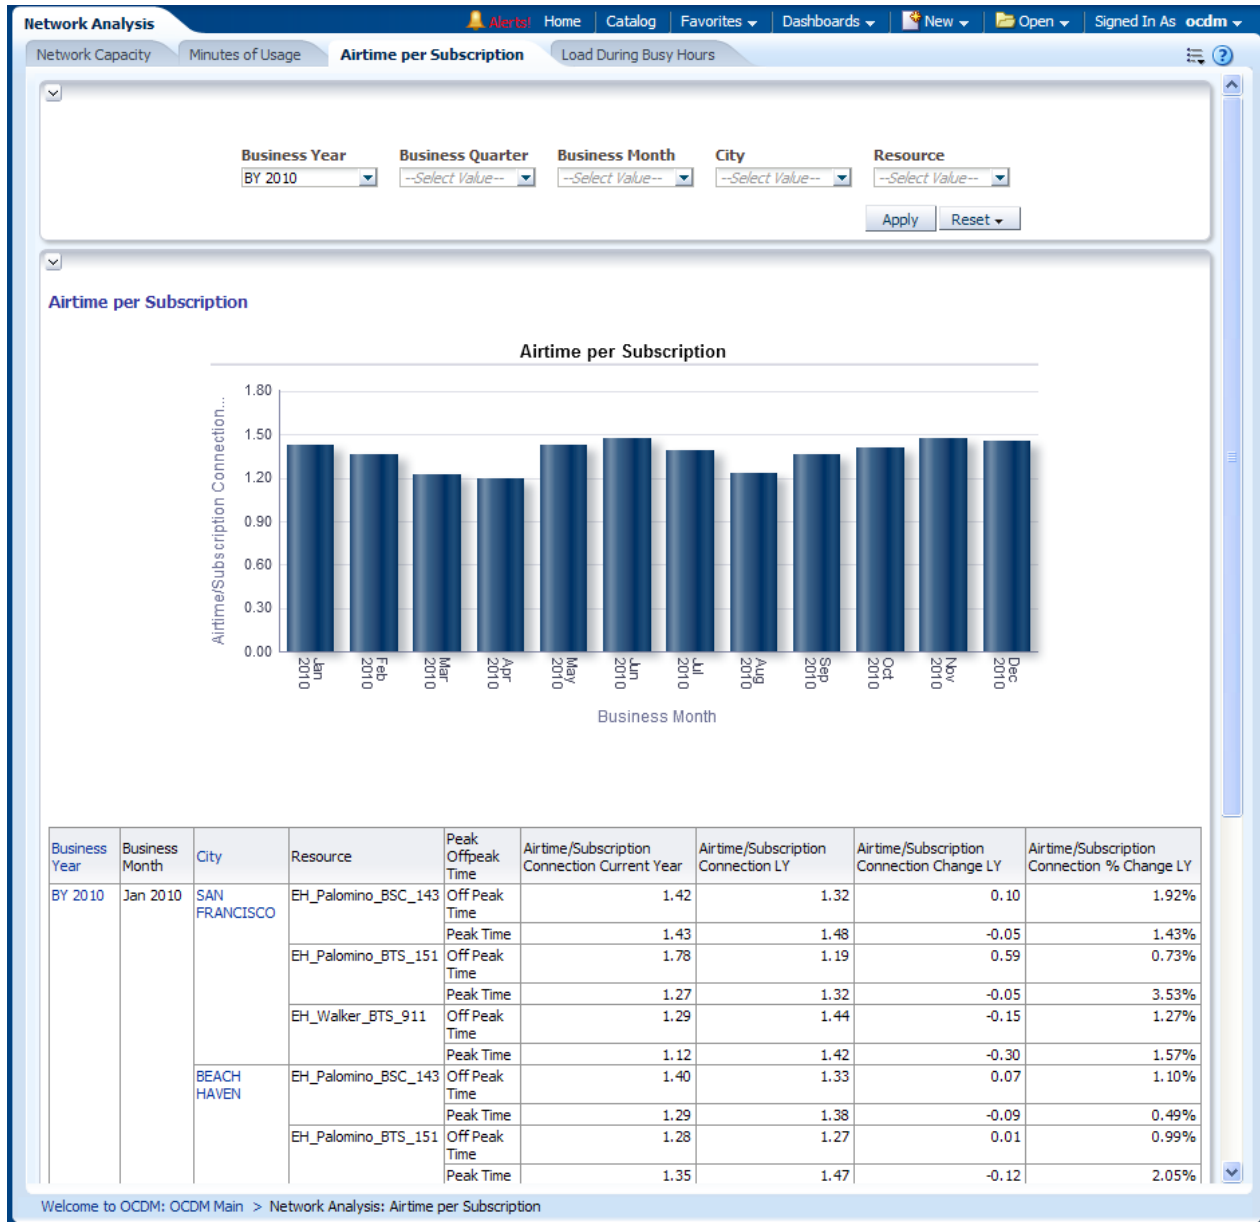 Network Analysis
Alerts! Home Catalog Favorites Dashboards New Open Signed In As ocdm
Network Capacity Minutes of Usage Airtime per Subscription Load During Busy Hours
Business Year Business Quarter Business Month City Resource
BY 2010 --Select Value-- --Select Value-- --Select Value-- --Select Value--
Apply Reset
Airtime per Subscription
Airtime per Subscription
Airtime/Subscription Connection...
1.80
1.50
1.20
0.90
0.60
0.30
0.00
Jan 2010 Feb 2010 Mar 2010 Apr 2010 May 2010 Jun 2010 Jul 2010 Aug 2010 Sep 2010 Oct 2010 Nov 2010 Dec 2010
Business Month
Business Year Business Month City Resource Peak Offpeak Time Airtime/Subscription Connection Current Year Airtime/Subscription Connection LY Airtime/Subscription Connection Change LY Airtime/Subscription Connection % Change LY
BY 2010 Jan 2010 SAN FRANCISCO EH_Palomino_BSC_143 Off Peak Time 1.42 1.32 0.10 1.92%
Peak Time 1.43 1.48 -0.05 1.43%
EH_Palomino_BTS_151 Off Peak Time 1.78 1.19 0.59 0.73%
Peak Time 1.27 1.32 -0.05 3.53%
EH_Walker_BTS_911 Off Peak Time 1.29 1.44 -0.15 1.27%
Peak Time 1.12 1.42 -0.30 1.57%
BEACH HAVEN EH_Palomino_BSC_143 Off Peak Time 1.40 1.33 0.07 1.10%
Peak Time 1.29 1.38 -0.09 0.49%
EH_Palomino_BTS_151 Off Peak Time 1.28 1.27 0.01 0.99%
Peak Time 1.35 1.47 -0.12 2.05%
Welcome to OCDM: OCDM Main > Network Analysis: Airtime per Subscription